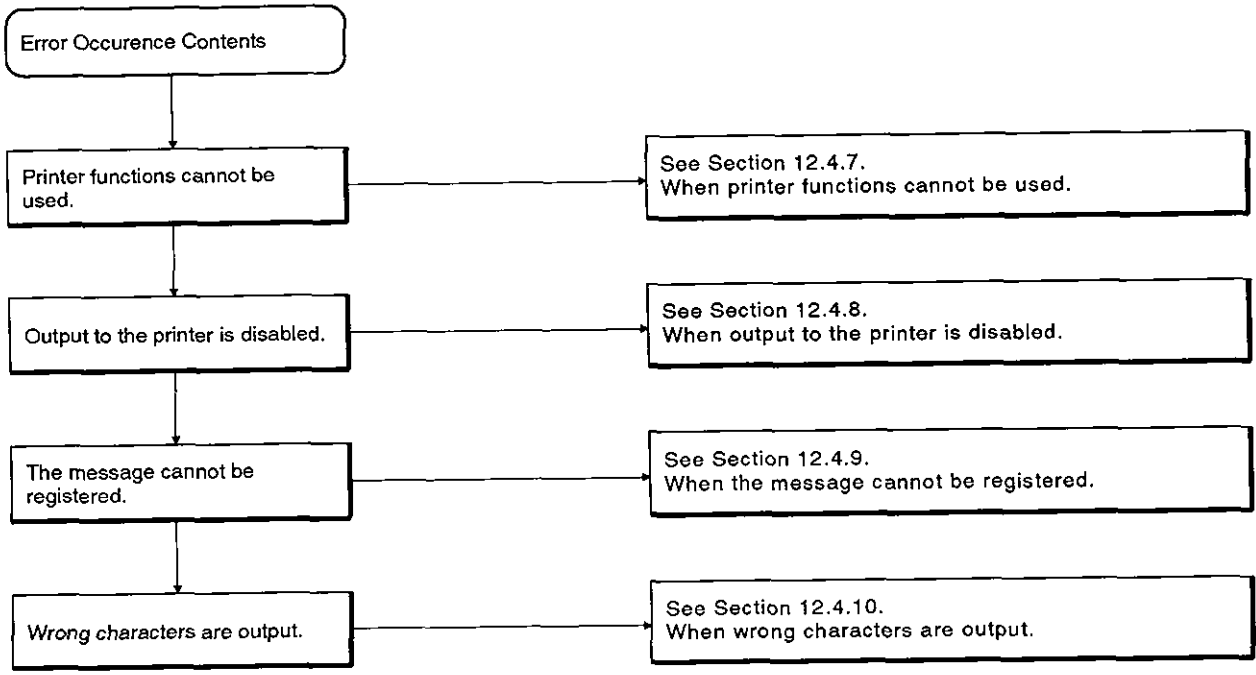 Error Occurence Contents
Printer functions cannot be
used.
See Section 12.4.7.
When printer functions cannot be used.
Output to the printer is disabled.
See Section 12.4.8.
When output to the printer is disabled.
The message cannot be
registered.
See Section 12.4.9.
When the message cannot be registered.
Wrong characters are output.
See Section 12.4.10.
When wrong characters are output.